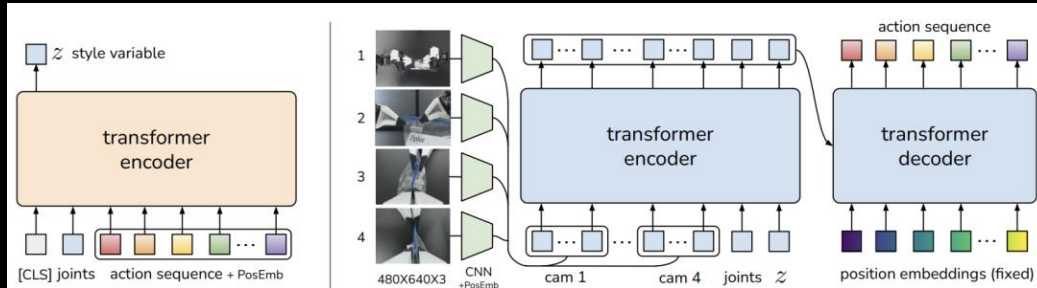 z style variable
transformer
encoder
[CLS] joints action sequence + PosEmb
1
2
3
4
480X640X3
CNN
+PosEmb
transformer
encoder
cam 1 cam 4 joints z
action sequence
transformer
decoder
position embeddings (fixed)